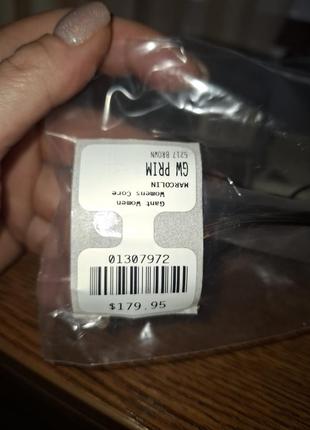 Gant Women
Womens Core
MARCOLIN
GW PRIM
5217 BROWN
01307972
$179.95